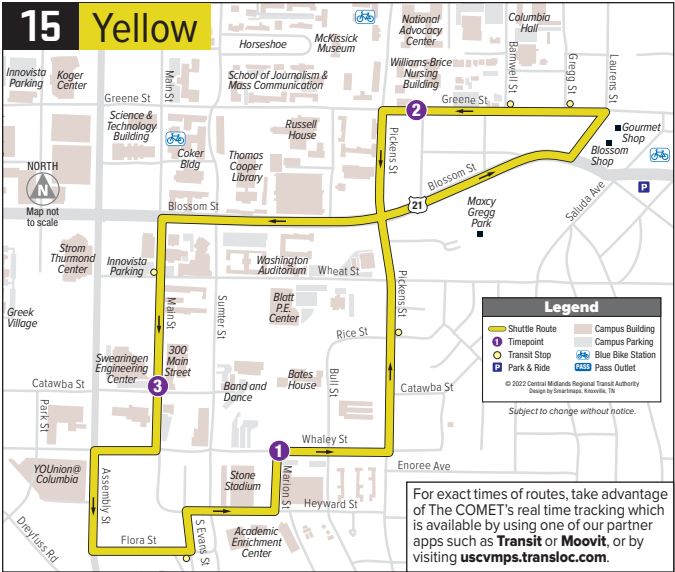 15 Yellow
Horseshoe
McKissick
Museum
National
Advocacy
Center
Columbia
Hall
Innovista
Parking
Koger
Center
Main St
School of Journalism &
Mass Communication
Williams-Brice
Nursing
Building
Barnwell St
Gregg St
Laurens St
Greene St
Greene St
2
Science &
Technology
Building
Coker
Bldg
Russell
House
Thomas
Cooper
Library
Pickens St
Gourmet
Shop
Blossom
Shop
NORTH
N
Map not
to scale
Blossom St
Blossom St
21
Maxcy
Gregg
Park
Saluda Ave
P
Strom
Thurmond
Center
Innovista
Parking
Washington
Auditorium
Wheat St
Greek
Village
Main St
Sumter St
Blatt
P.E.
Center
Pickens St
Rice St
Legend
Shuttle Route
1 Timepoint
Transit Stop
P Park & Ride
Campus Building
Campus Parking
Blue Bike Station
PASS Pass Outlet
© 2022 Central Midlands Regional Transit Authority
Design by Smartmaps, Knoxville, TN
Subject to change without notice.
Swearingen
Engineering
Center
300
Main
Street
3
Catawba St
Park St
Band and
Dance
Bates
House
Bull St
Catawba St
1
Whaley St
Enoree Ave
YOUnion@
Columbia
Assembly St
Stone
Stadium
Marion St
Heyward St
Dreyfuss Rd
Flora St
S Evans St
Academic
Enrichment
Center
For exact times of routes, take advantage
of The COMET's real time tracking which
is available by using one of our partner
apps such as Transit or Moovit, or by
visiting uscvmps.transloc.com.